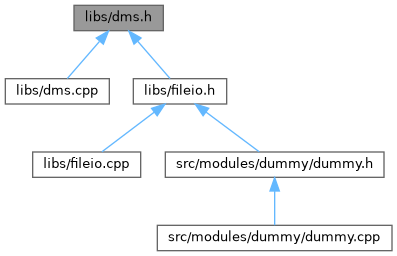 libs/dms.h
libs/dms.cpp
libs/fileio.h
libs/fileio.cpp
src/modules/dummy/dummy.h
src/modules/dummy/dummy.cpp